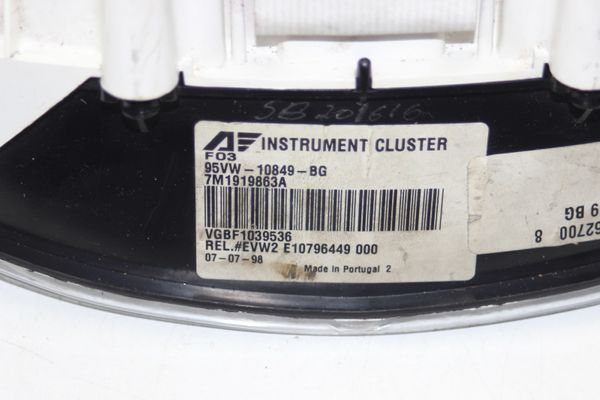 SB 201616
AF INSTRUMENT CLUSTER
F03
95VW-10849-BG
7M1919863A
VGBF1039536
REL.#EVW2 E10796449 000
07-07-98 Made in Portugal 2
62700 8
9 BG